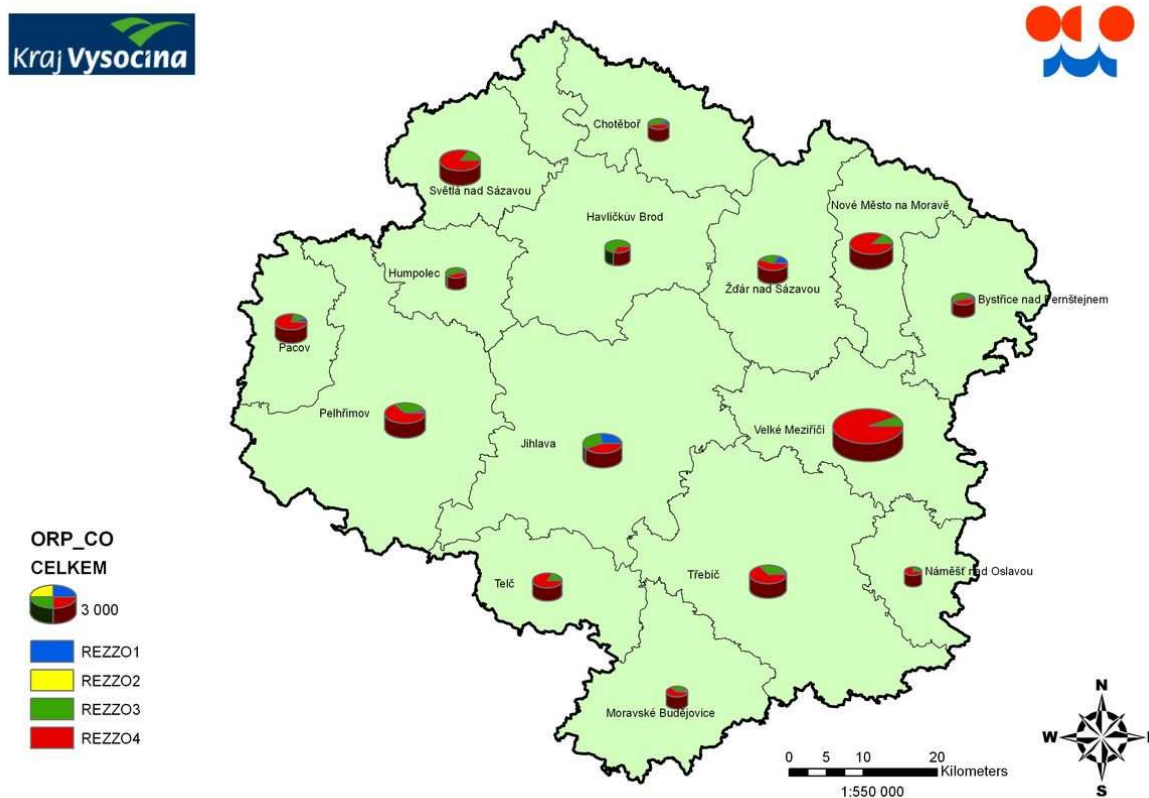 Kraj Vysočina
Chotěboř
Světlá nad Sázavou
Havlíčkův Brod
Nové Město na Moravě
Humpolec
Žďár nad Sázavou
Bystřice nad Pernštejnem
Pacov
Pelhřimov
Jihlava
Velké Meziříčí
Telč
Třebíč
Náměšť nad Oslavou
Moravské Budějovice
ORP_CO
CELKEM
3 000
REZZO1
REZZO2
REZZO3
REZZO4
0 5 10 20
Kilometers
1:550 000
N
W E
S